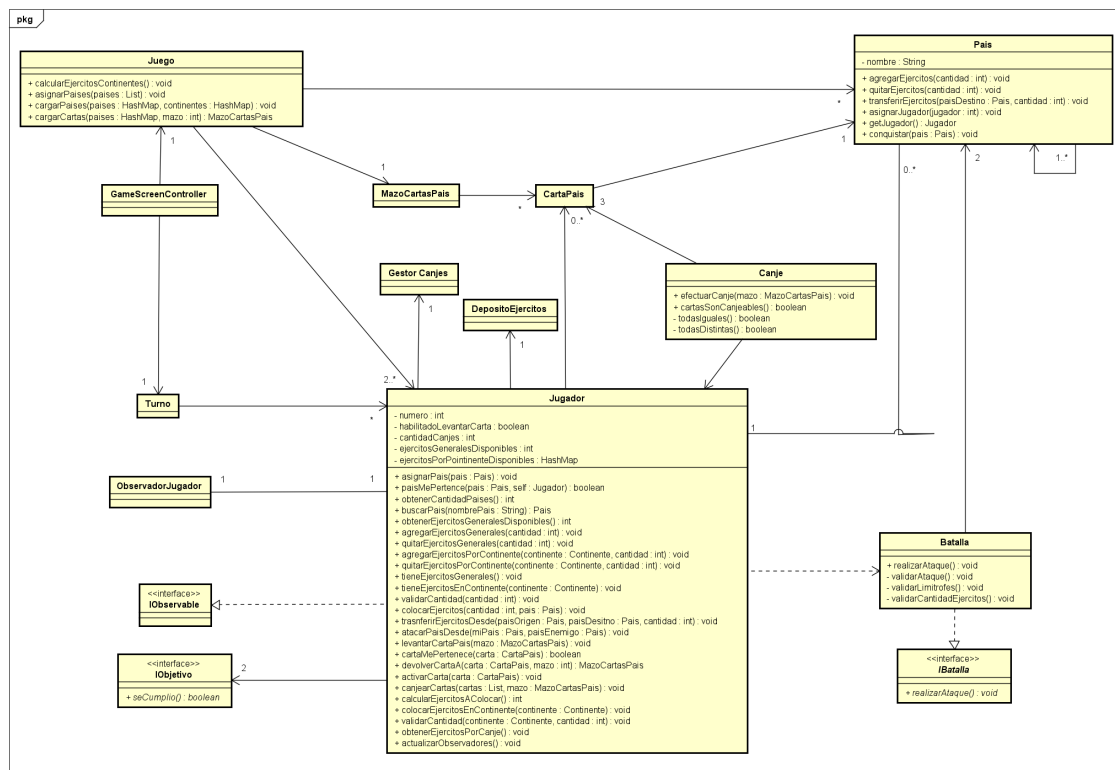 pkg
Juego
+ calcularEjercitosContinentes() : void
+ asignarPaises(paises : List) : void
+ cargarPaises(paises : HashMap, continentes : HashMap) : void
+ cargarCartas(paises : HashMap, mazo : int) : MazoCartasPais
Pais
- nombre : String
+ agregarEjercitos(cantidad : int) : void
+ quitarEjercitos(cantidad : int) : void
+ transferirEjercitos(paisDestino : Pais, cantidad : int) : void
+ asignarJugador(jugador : int) : void
+ getJugador() : Jugador
+ conquistar(pais : Pais) : void
*
1
1
1
0..*
2
1..*
GameScreenController
MazoCartasPais
*
CartaPais
3
0..*
Gestor Canjes
1
DepositoEjercitos
1
Canje
+ efectuarCanje(mazo : MazoCartasPais) : void
+ cartasSonCanjeables() : boolean
- todasIguales() : boolean
- todasDistintas() : boolean
1
2..*
Turno
*
Jugador
- numero : int
- habilitadoLevantarCarta : boolean
- cantidadCanjes : int
- ejercitosGeneralesDisponibles : int
- ejercitosPorPointinenteDisponibles : HashMap
+ asignarPais(pais : Pais) : void
+ paisMePertence(pais : Pais, self : Jugador) : boolean
+ obtenerCantidadPaises() : int
+ buscarPais(nombrePais : String) : Pais
+ obtenerEjercitosGeneralesDisponibles() : int
+ agregarEjercitosGenerales(cantidad : int) : void
+ quitarEjercitosGenerales(cantidad : int) : void
+ agregarEjercitosPorContinente(continente : Continente, cantidad : int) : void
+ quitarEjercitosPorContinente(continente : Continente, cantidad : int) : void
+ tieneEjercitosGenerales() : void
+ tieneEjercitosEnContinente(continente : Continente) : void
+ validarCantidad(cantidad : int) : void
+ colocarEjercitos(cantidad : int, pais : Pais) : void
+ trasnferirEjercitosDesde(paisOrigen : Pais, paisDesitno : Pais, cantidad : int) : void
+ atacarPaisDesde(miPais : Pais, paisEnemigo : Pais) : void
+ levantarCartaPais(mazo : MazoCartasPais) : void
+ cartaMePertenece(carta : CartaPais) : boolean
+ devolverCartaA(carta : CartaPais, mazo : int) : MazoCartasPais
+ activarCarta(carta : CartaPais) : void
+ canjearCartas(cartas : List, mazo : MazoCartasPais) : void
+ calcularEjercitosAColocar() : int
+ colocarEjercitosEnContinente(continente : Continente) : void
+ validarCantidad(continente : Continente, cantidad : int) : void
+ obtenerEjercitosPorCanje() : void
+ actualizarObservadores() : void
1
ObservadorJugador
1
1
<<interface>>
IObservable
<<interface>>
IObjetivo
+ seCumplio() : boolean
2
Batalla
+ realizarAtaque() : void
- validarAtaque() : void
- validarLimitrofes() : void
- validarCantidadEjercitos() : void
<<interface>>
IBatalla
+ realizarAtaque() : void